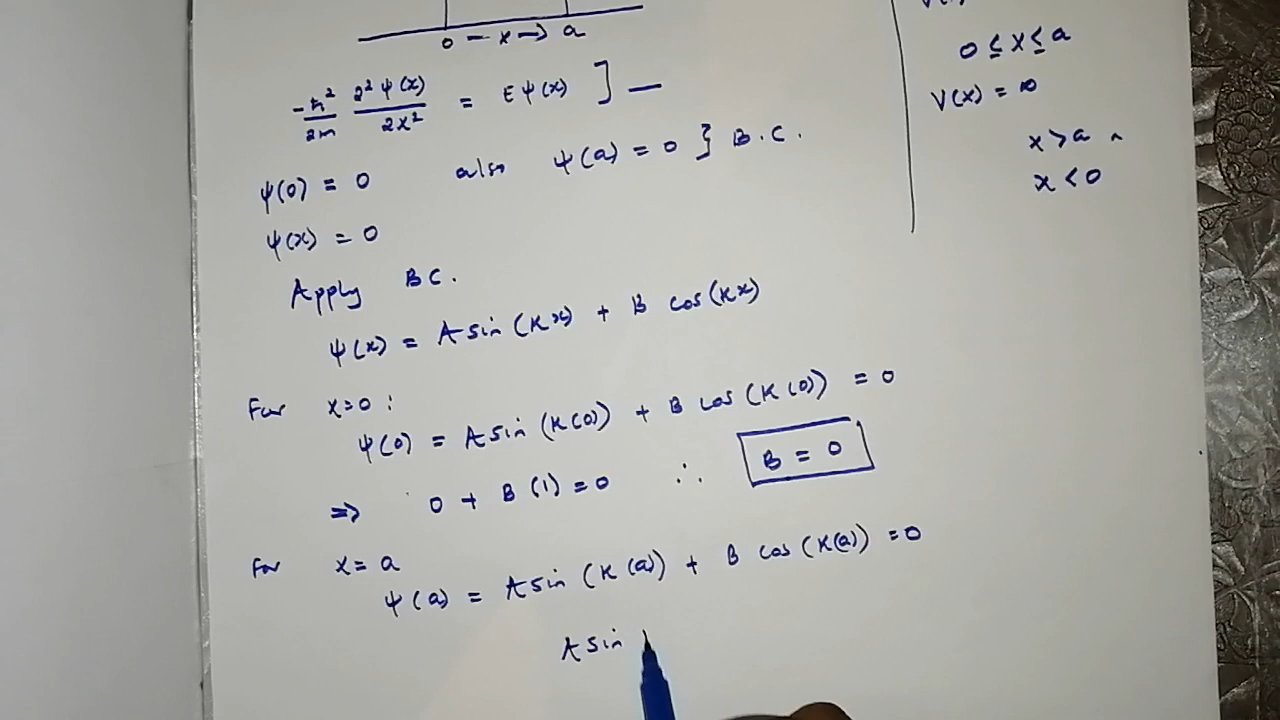 0 — x → a
-ħ²/2m ∂²ψ(x)/∂x² = Eψ(x) ] —
ψ(0) = 0 also ψ(a) = 0 } B.C.
ψ(x) = 0
Apply BC.
ψ(x) = A sin (Kx) + B cos (Kx)
For x=0 :
ψ(0) = A sin (K(0)) + B cos (K(0)) = 0
⇒ 0 + B (1) = 0 ∴ B = 0
For x = a
ψ(a) = A sin (K(a)) + B cos (K(a)) = 0
A sin
0 ≤ x ≤ a
V(x) = ∞
x > a
x < 0